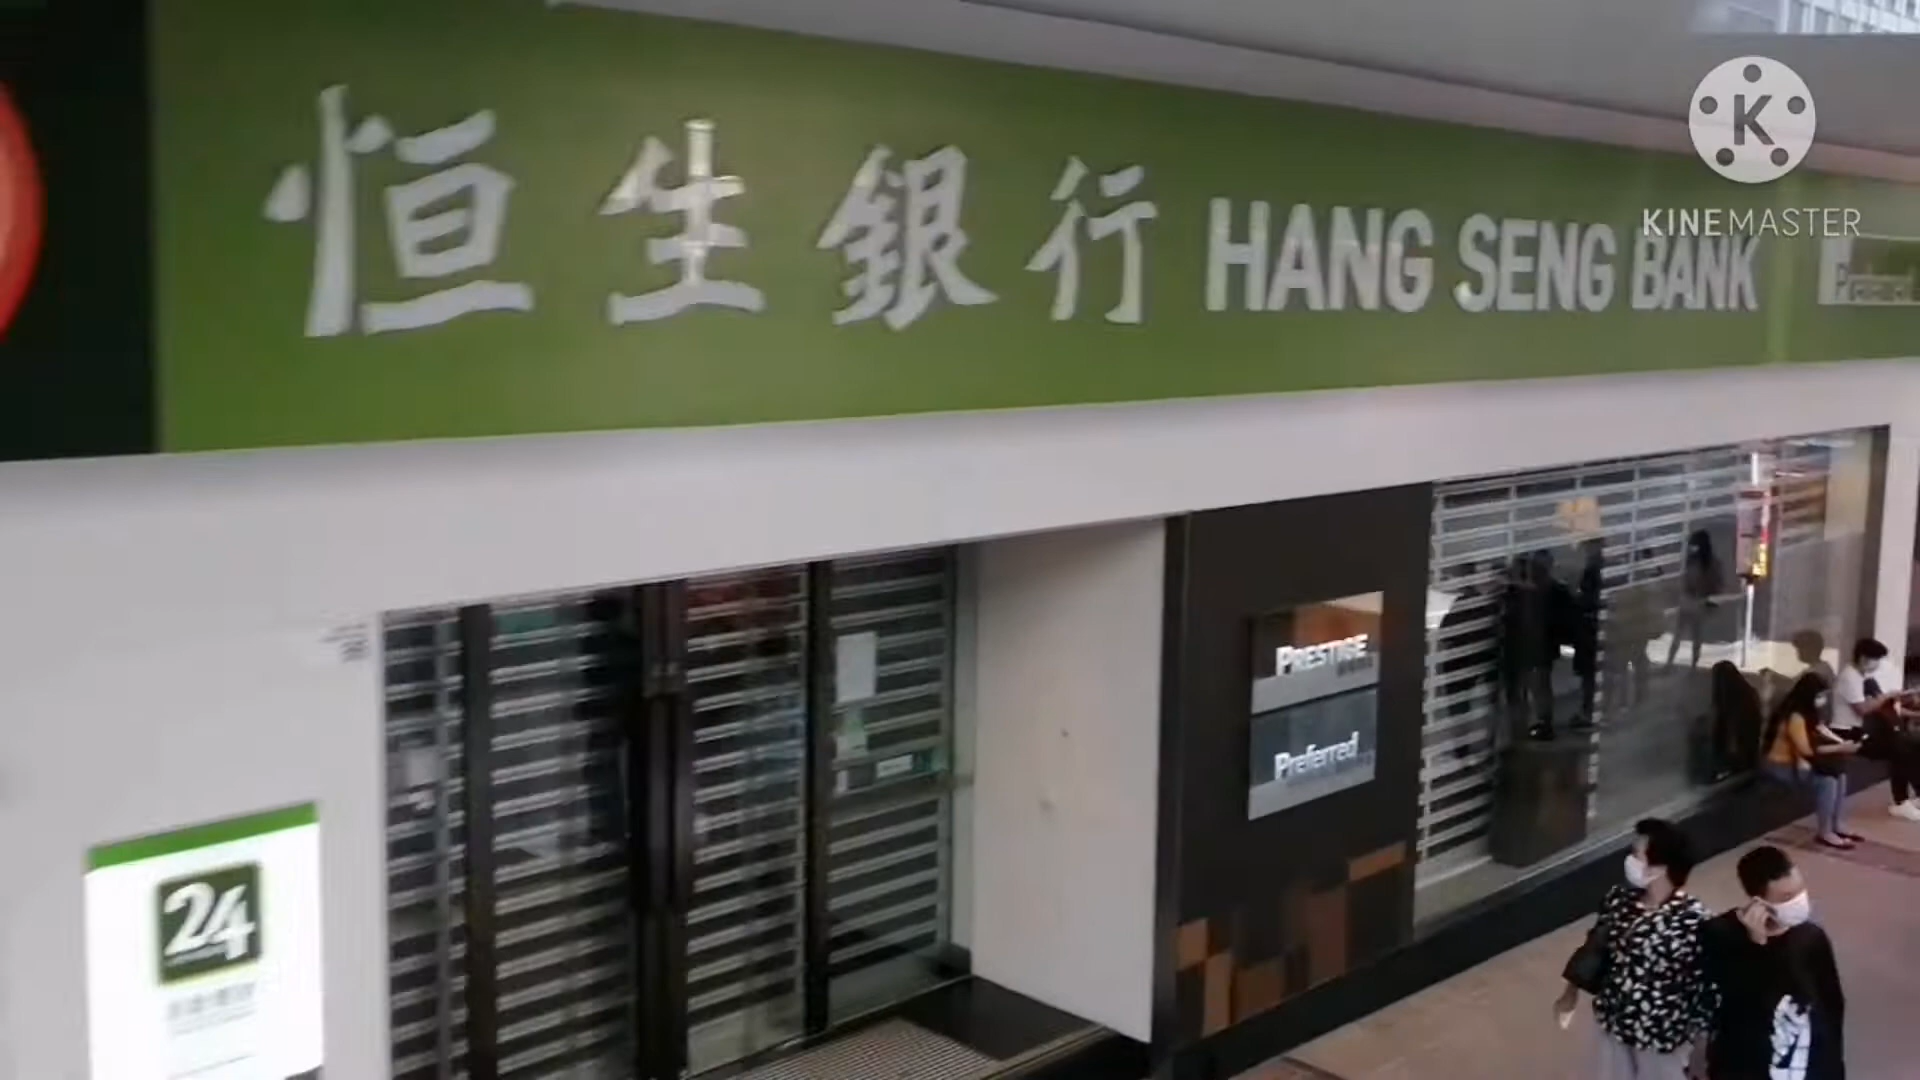 恒生銀行 HANG SENG BANK
K
KINEMASTER
PRESTIGE
Preferred
24